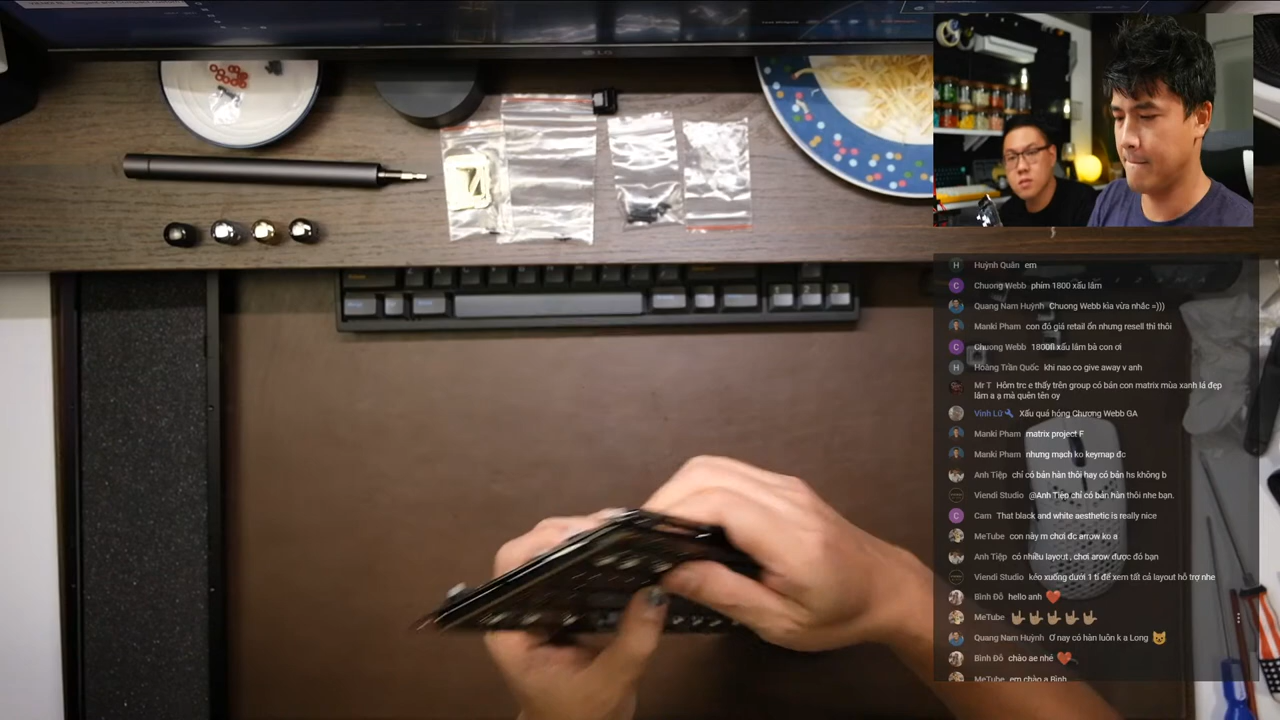 LG
Huỳnh Quân em
Chuong Webb phím 1800 xấu lắm
Quang Nam Huỳnh Chuong Webb kìa vừa nhắc =)))
Manki Pham con đó giá retail ổn nhưng resell thì thôi
Chuong Webb xấu lắm bà con ơi
Hoàng Trần Quốc khi nao co give away v anh
Mr T Hôm trc e thấy trên group có bán con matrix mùa xanh lá đẹp
lắm a ạ mà quên tên oy
Vinh Lữ Xấu quá hóng Chương Webb GA
Manki Pham matrix project F
Manki Pham nhưng mạch ko keymap đc
Anh Tiệp chỉ có bán hàn thôi hay có bán hs không b
Viendi Studio @Anh Tiệp chỉ có bán hàn thôi nhe bạn.
Cam That black and white aesthetic is really nice
MeTube con này m chơi đc arrow ko a
Anh Tiệp có nhiều layout , chơi arow được đó bạn
Viendi Studio kéo xuống dưới 1 tí để xem tất cả layout hỗ trợ nhe
Bình Đỗ hello anh ❤️
MeTube 🤘🤘🤘🤘🤘
Quang Nam Huỳnh Ơ nay có hàn luôn k a Long 😺
Bình Đỗ chào ae nhé ❤️
MeTube em chào a Bình